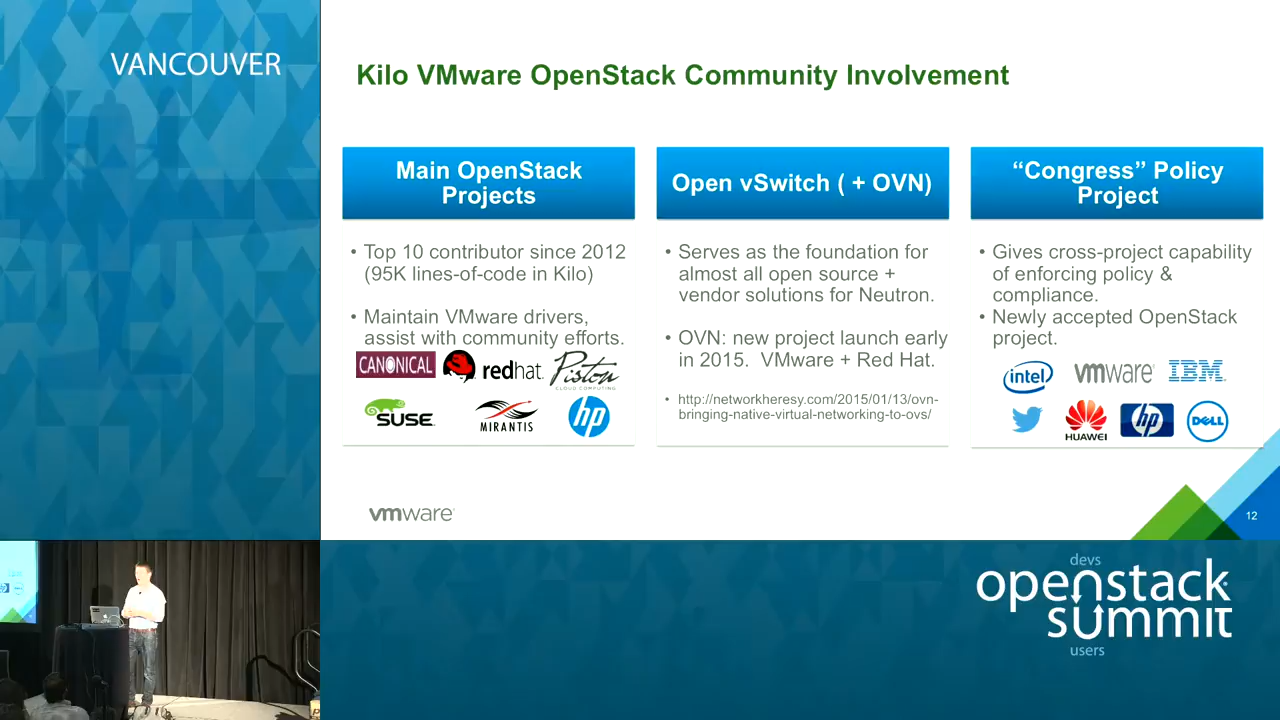 VANCOUVER
Kilo VMware OpenStack Community Involvement
Main OpenStack
Projects
• Top 10 contributor since 2012
(95K lines-of-code in Kilo)
• Maintain VMware drivers,
assist with community efforts.
CANONICAL
redhat.
Piston
CLOUD COMPUTING
SUSE
MIRANTIS
hp
Open vSwitch ( + OVN)
• Serves as the foundation for
almost all open source +
vendor solutions for Neutron.
• OVN: new project launch early
in 2015. VMware + Red Hat.
• http://networkheresy.com/2015/01/13/ovn-
bringing-native-virtual-networking-to-ovs/
“Congress” Policy
Project
• Gives cross-project capability
of enforcing policy &
compliance.
• Newly accepted OpenStack
project.
intel
vmware
IBM
HUAWEI
hp
DELL
vmware
12
devs
openstack
summit
users